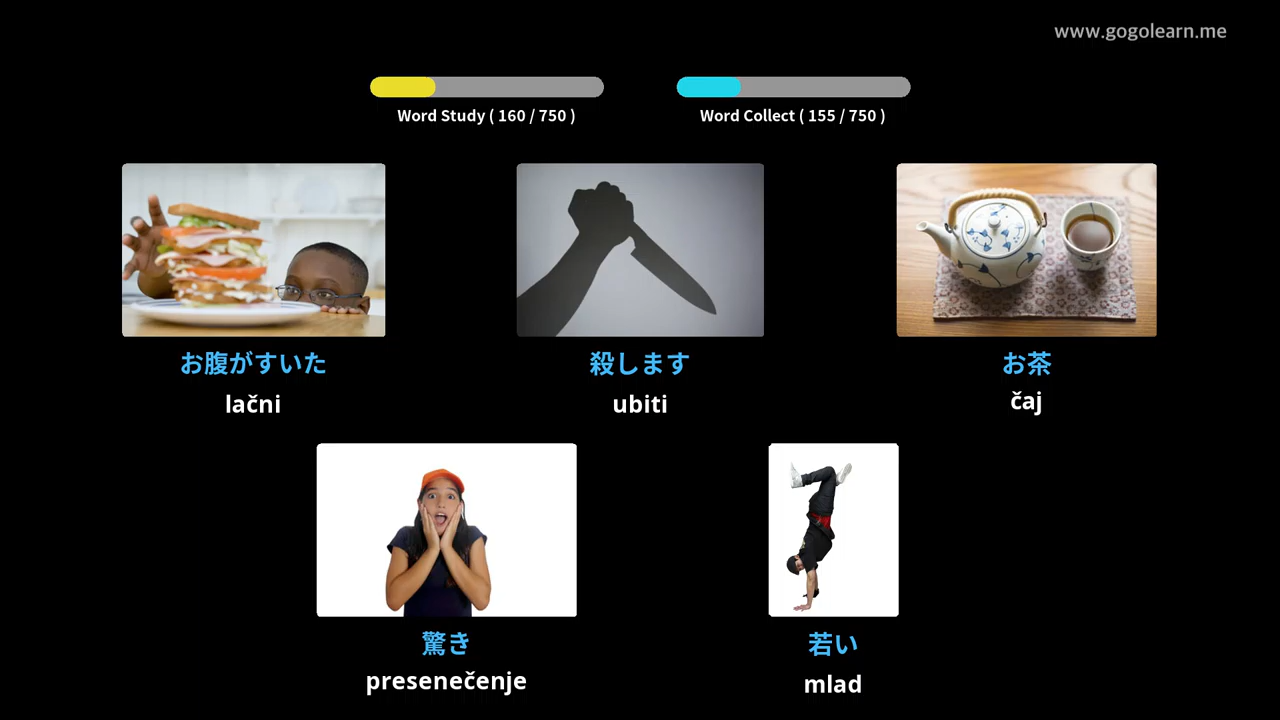 www.gogolearn.me
Word Study ( 160 / 750 )
Word Collect ( 155 / 750 )
お腹がすいた
lačni
殺します
ubiti
お茶
čaj
驚き
presenečenje
若い
mlad